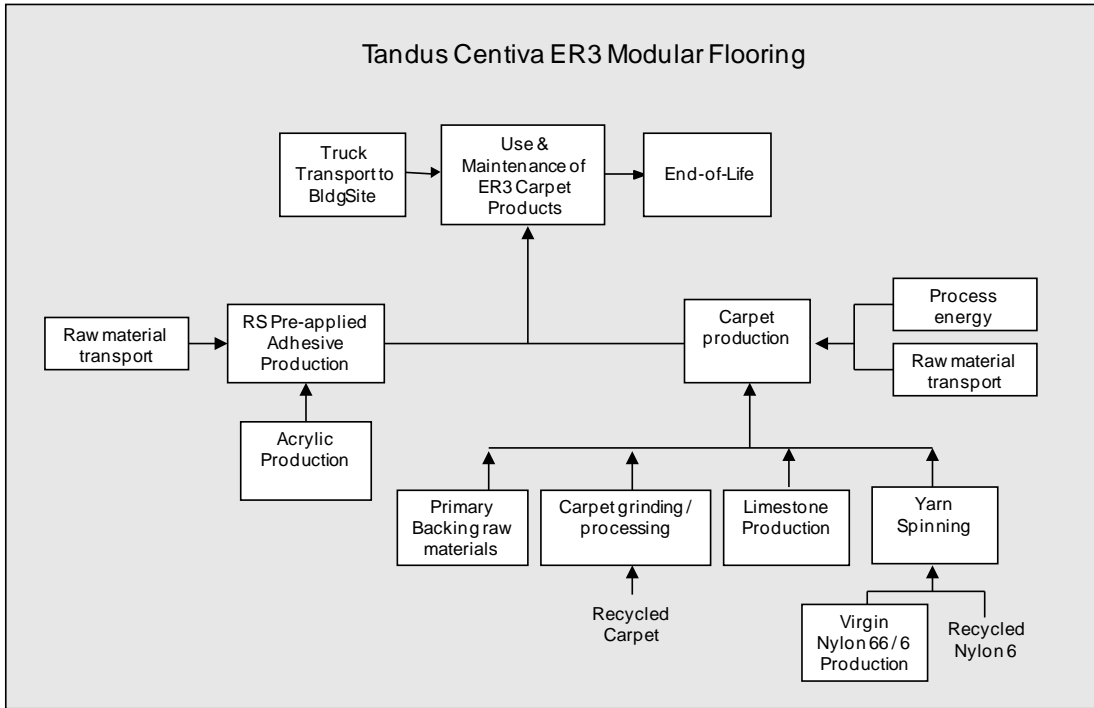 Tandus Centiva ER3 Modular Flooring
Truck
Transport to
BldgSite
Use &
Maintenance of
ER3 Carpet
Products
End-of-Life
Raw material
transport
RS Pre-applied
Adhesive
Production
Carpet
production
Process
energy
Raw material
transport
Acrylic
Production
Primary
Backing raw
materials
Carpet grinding /
processing
Limestone
Production
Yarn
Spinning
Recycled
Carpet
Virgin
Nylon 66 / 6
Production
Recycled
Nylon 6